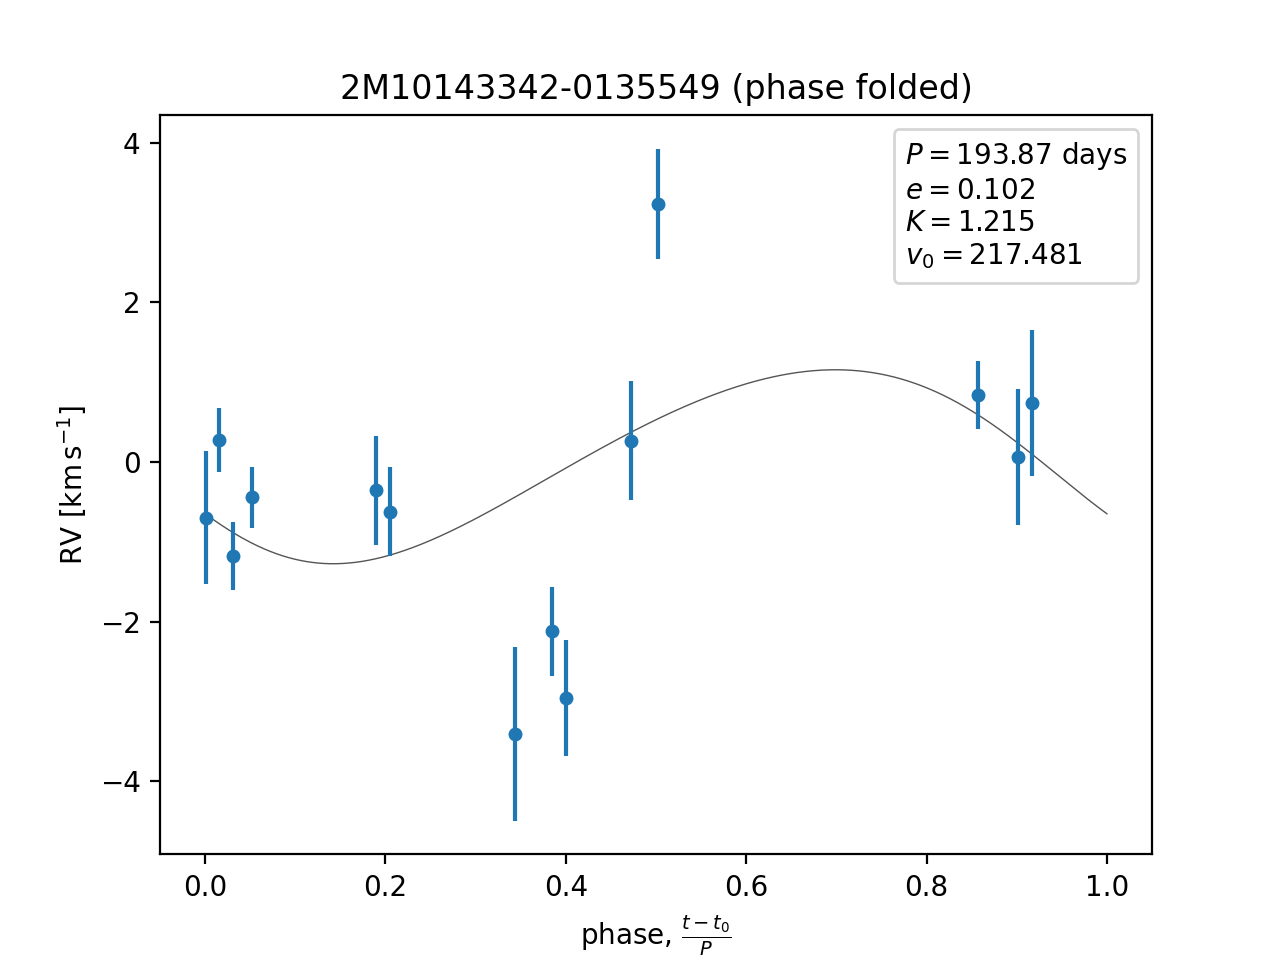 2M10143342-0135549 (phase folded)
P = 193.87 days
e = 0.102
K = 1.215
v₀ = 217.481
4
2
0
−2
−4
RV [km s⁻¹]
0.0 0.2 0.4 0.6 0.8 1.0
phase, (t − t₀)/P